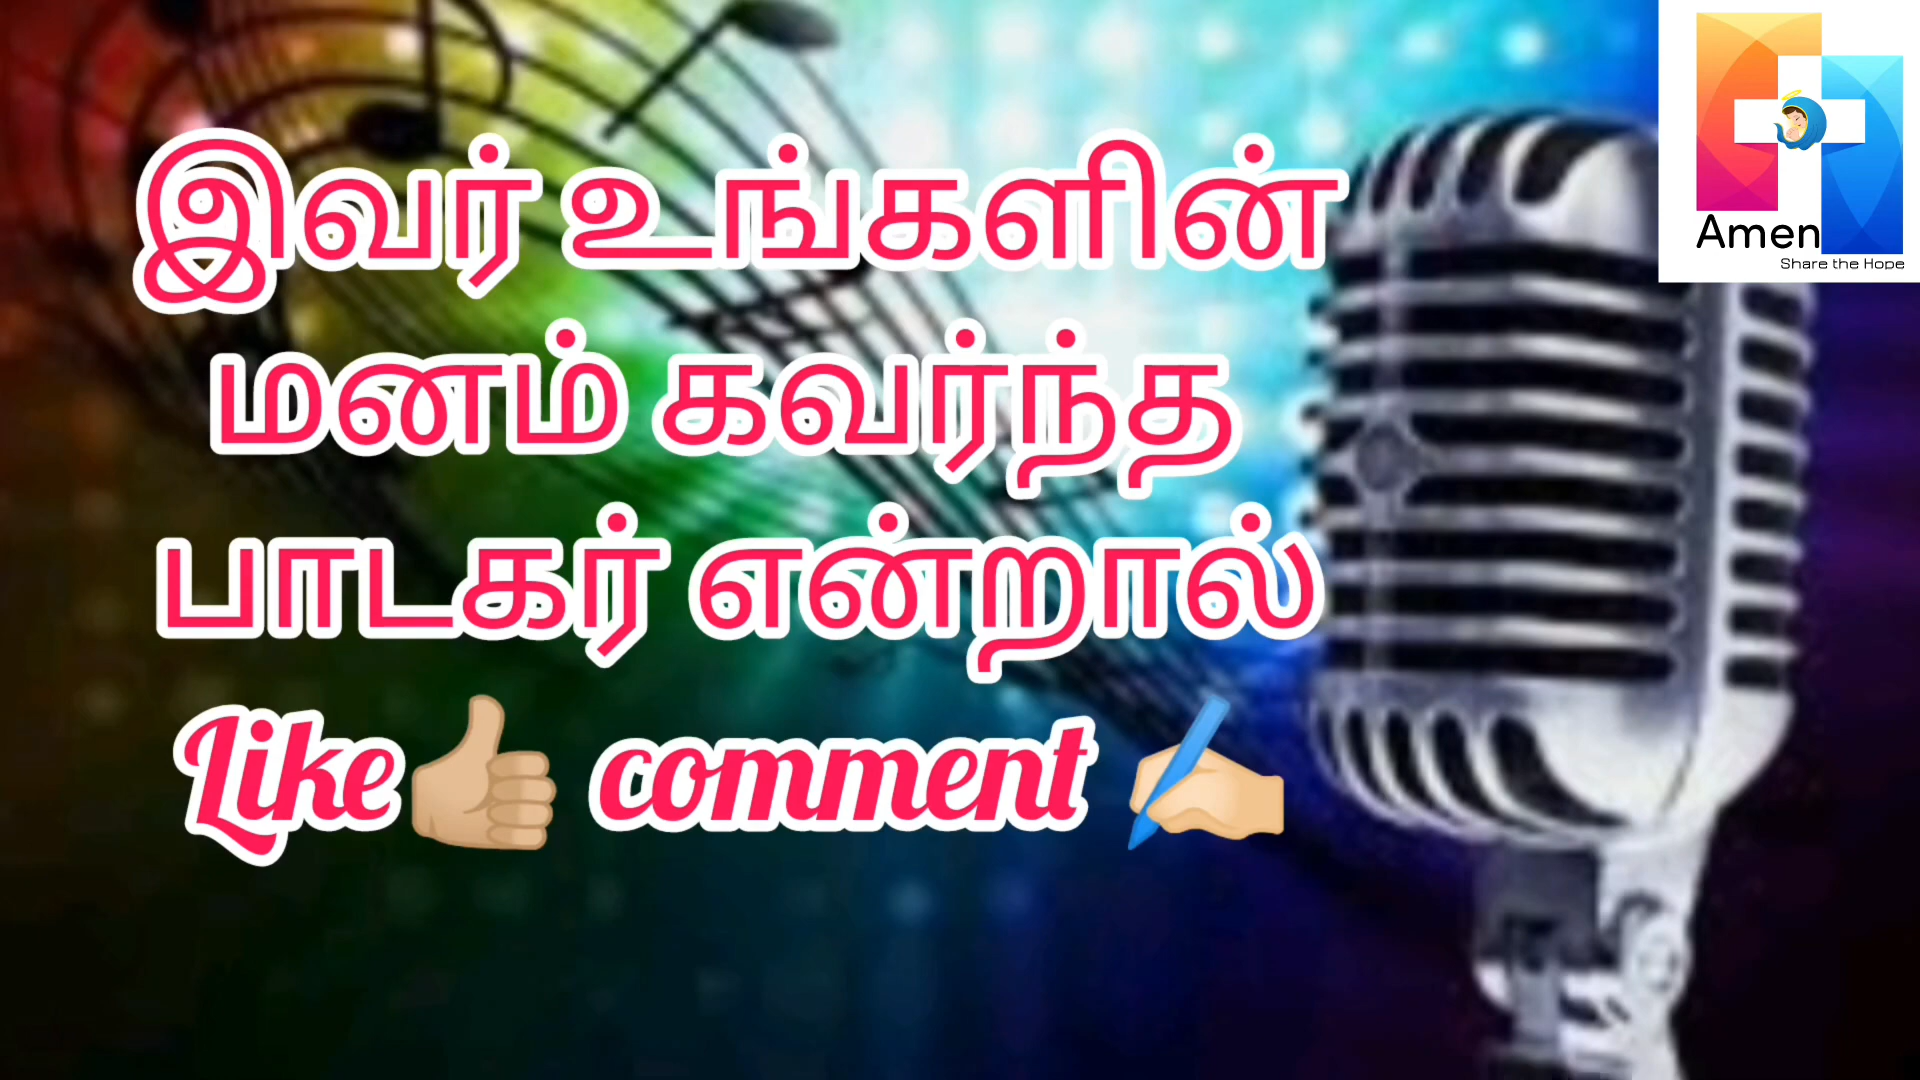 இவர் உங்களின்
மனம் கவர்ந்த
பாடகர் என்றால்
Like👍🏼 comment ✍🏻
Amen
Share the Hope